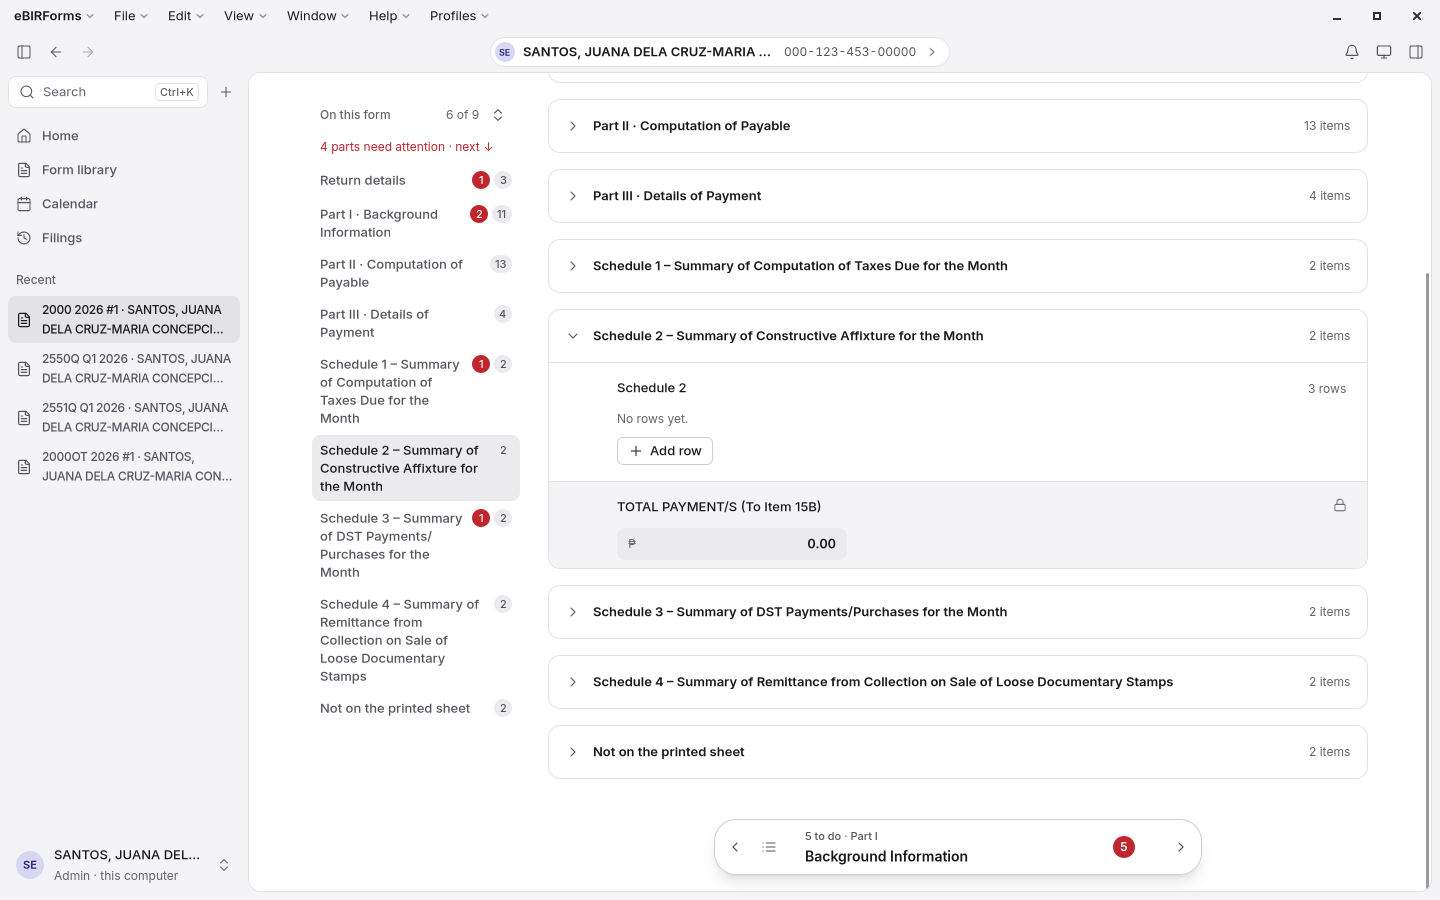 eBIRForms File Edit View Window Help Profiles
SE SANTOS, JUANA DELA CRUZ-MARIA ... 000-123-453-00000
Search Ctrl+K
Home
Form library
Calendar
Filings
Recent
2000 2026 #1 · SANTOS, JUANA
DELA CRUZ-MARIA CONCEPCI...
2550Q Q1 2026 · SANTOS, JUANA
DELA CRUZ-MARIA CONCEPCI...
2551Q Q1 2026 · SANTOS, JUANA
DELA CRUZ-MARIA CONCEPCI...
2000OT 2026 #1 · SANTOS,
JUANA DELA CRUZ-MARIA CON...
SE SANTOS, JUANA DEL...
Admin · this computer
On this form 6 of 9
4 parts need attention · next ↓
Return details 1 3
Part I · Background 2 11
Information
Part II · Computation of 13
Payable
Part III · Details of 4
Payment
Schedule 1 – Summary 1 2
of Computation of
Taxes Due for the
Month
Schedule 2 – Summary of 2
Constructive Affixture for
the Month
Schedule 3 – Summary 1 2
of DST Payments/
Purchases for the
Month
Schedule 4 – Summary of 2
Remittance from
Collection on Sale of
Loose Documentary
Stamps
Not on the printed sheet 2
Part II · Computation of Payable 13 items
Part III · Details of Payment 4 items
Schedule 1 – Summary of Computation of Taxes Due for the Month 2 items
Schedule 2 – Summary of Constructive Affixture for the Month 2 items
Schedule 2 3 rows
No rows yet.
Add row
TOTAL PAYMENT/S (To Item 15B)
₱ 0.00
Schedule 3 – Summary of DST Payments/Purchases for the Month 2 items
Schedule 4 – Summary of Remittance from Collection on Sale of Loose Documentary Stamps 2 items
Not on the printed sheet 2 items
5 to do · Part I
Background Information 5